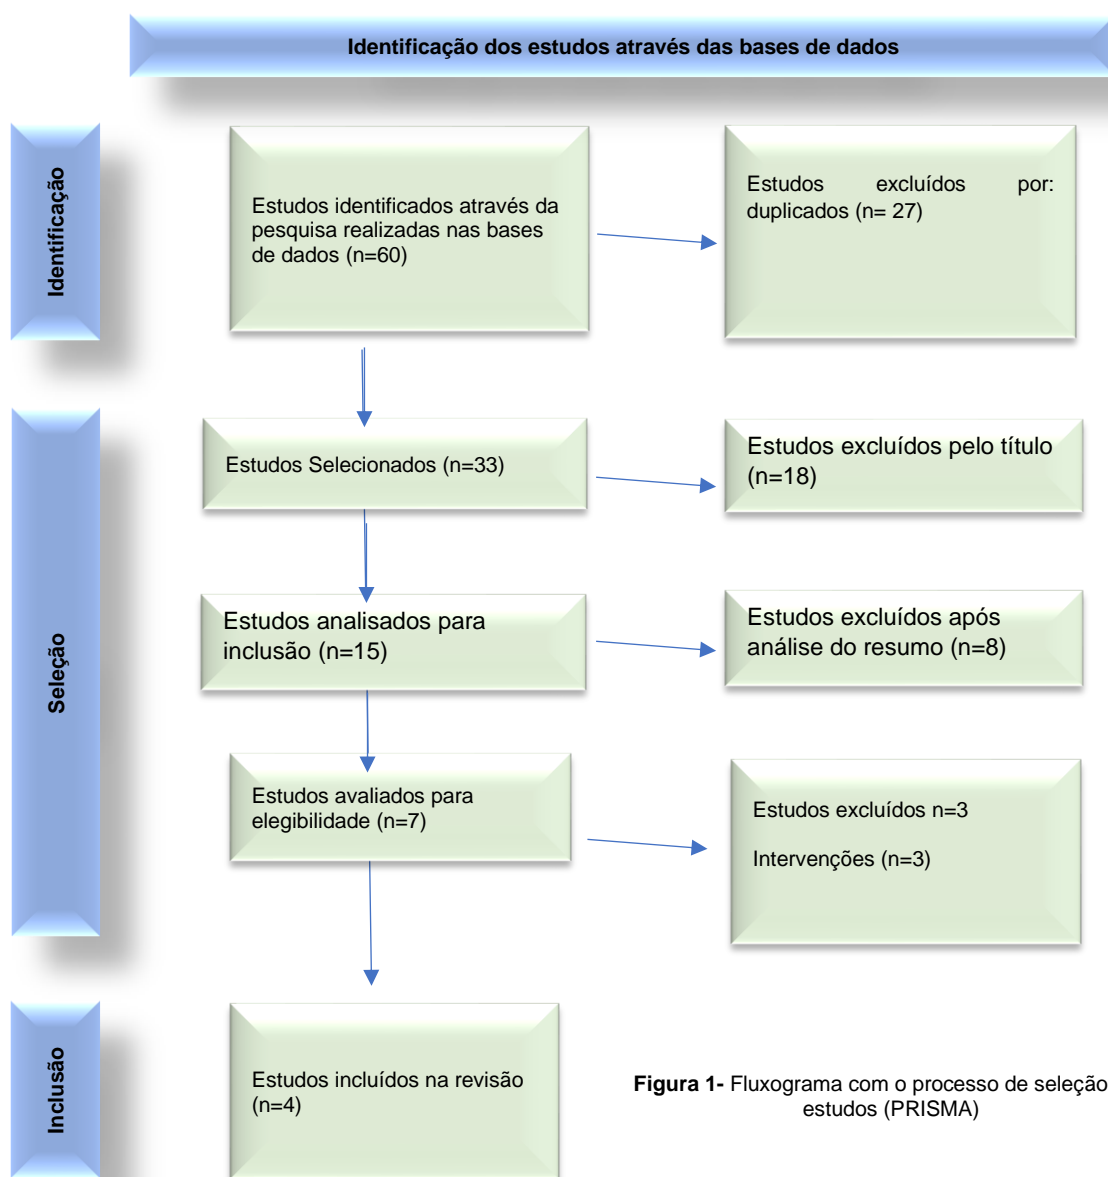 Identificação dos estudos através das bases de dados
Identificação
Estudos identificados através da
pesquisa realizadas nas bases
de dados (n=60)
Estudos excluídos por:
duplicados (n= 27)
Seleção
Estudos Selecionados (n=33)
Estudos excluídos pelo título
(n=18)
Estudos analisados para
inclusão (n=15)
Estudos excluídos após
análise do resumo (n=8)
Estudos avaliados para
elegibilidade (n=7)
Estudos excluídos n=3
Intervenções (n=3)
Inclusão
Estudos incluídos na revisão
(n=4)
Figura 1- Fluxograma com o processo de seleção
estudos (PRISMA)